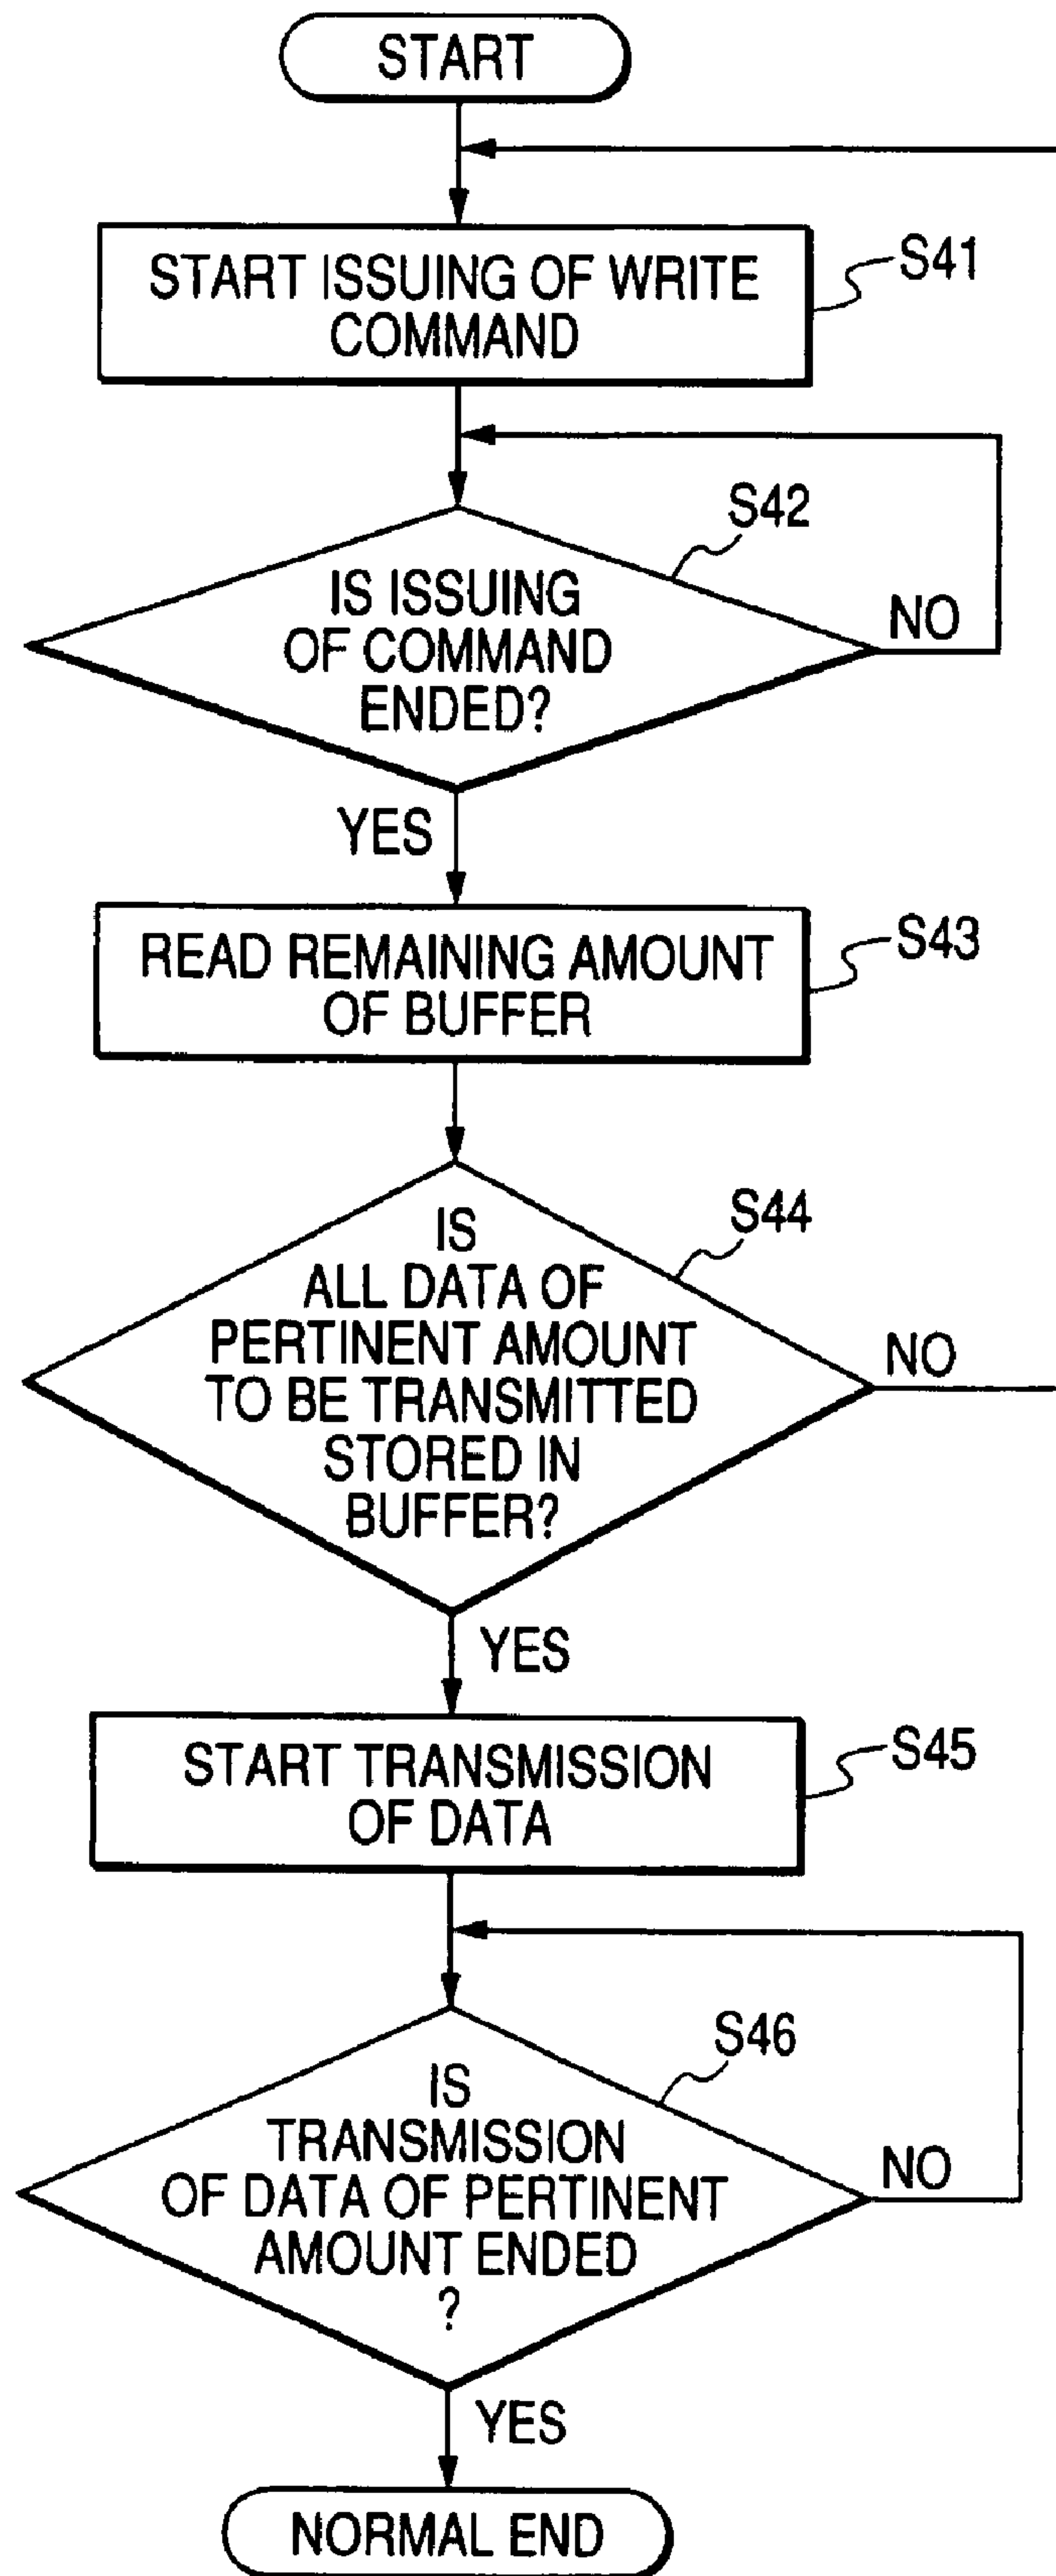 START
START ISSUING OF WRITE
COMMAND
S41
S42
IS ISSUING
OF COMMAND
ENDED?
NO
YES
READ REMAINING AMOUNT
OF BUFFER
S43
S44
IS
ALL DATA OF
PERTINENT AMOUNT
TO BE TRANSMITTED
STORED IN
BUFFER?
NO
YES
START TRANSMISSION
OF DATA
S45
S46
IS
TRANSMISSION
OF DATA OF PERTINENT
AMOUNT ENDED
?
NO
YES
NORMAL END